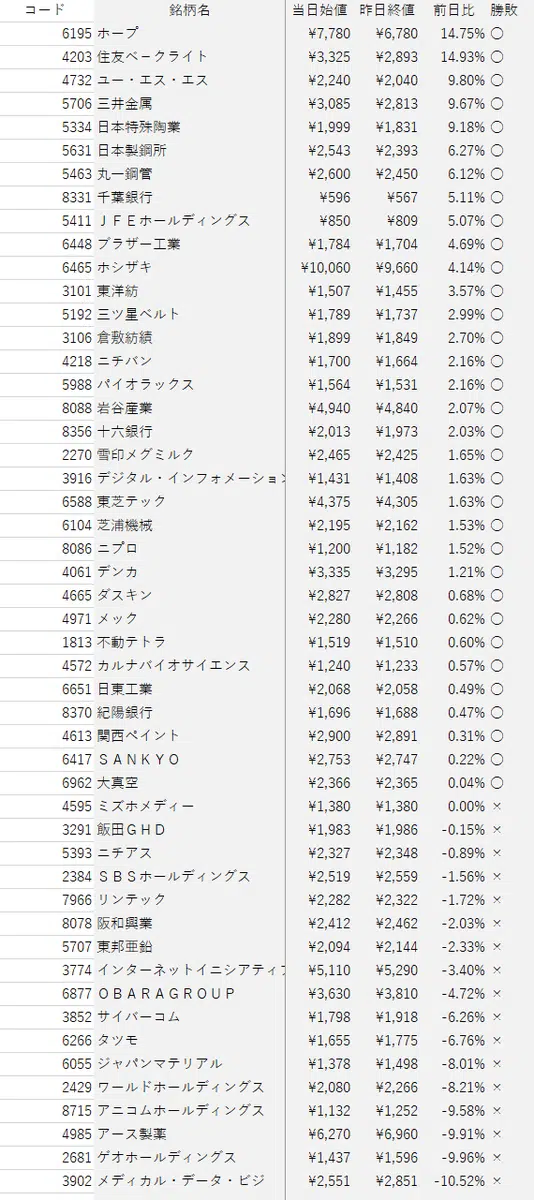 コード 銘柄名 当日始値 昨日終値 前日比 勝敗
6195 ホープ ¥7,780 ¥6,780 14.75% ○
4203 住友ベークライト ¥3,325 ¥2,893 14.93% ○
4732 ユー・エス・エス ¥2,240 ¥2,040 9.80% ○
5706 三井金属 ¥3,085 ¥2,813 9.67% ○
5334 日本特殊陶業 ¥1,999 ¥1,831 9.18% ○
5631 日本製鋼所 ¥2,543 ¥2,393 6.27% ○
5463 丸一鋼管 ¥2,600 ¥2,450 6.12% ○
8331 千葉銀行 ¥596 ¥567 5.11% ○
5411 ＪＦＥホールディングス ¥850 ¥809 5.07% ○
6448 ブラザー工業 ¥1,784 ¥1,704 4.69% ○
6465 ホシザキ ¥10,060 ¥9,660 4.14% ○
3101 東洋紡 ¥1,507 ¥1,455 3.57% ○
5192 三ツ星ベルト ¥1,789 ¥1,737 2.99% ○
3106 倉敷紡績 ¥1,899 ¥1,849 2.70% ○
4218 ニチバン ¥1,700 ¥1,664 2.16% ○
5988 パイオラックス ¥1,564 ¥1,531 2.16% ○
8088 岩谷産業 ¥4,940 ¥4,840 2.07% ○
8356 十六銀行 ¥2,013 ¥1,973 2.03% ○
2270 雪印メグミルク ¥2,465 ¥2,425 1.65% ○
3916 デジタル・インフォメーション ¥1,431 ¥1,408 1.63% ○
6588 東芝テック ¥4,375 ¥4,305 1.63% ○
6104 芝浦機械 ¥2,195 ¥2,162 1.53% ○
8086 ニプロ ¥1,200 ¥1,182 1.52% ○
4061 デンカ ¥3,335 ¥3,295 1.21% ○
4665 ダスキン ¥2,827 ¥2,808 0.68% ○
4971 メック ¥2,280 ¥2,266 0.62% ○
1813 不動テトラ ¥1,519 ¥1,510 0.60% ○
4572 カルナバイオサイエンス ¥1,240 ¥1,233 0.57% ○
6651 日東工業 ¥2,068 ¥2,058 0.49% ○
8370 紀陽銀行 ¥1,696 ¥1,688 0.47% ○
4613 関西ペイント ¥2,900 ¥2,891 0.31% ○
6417 ＳＡＮＫＹＯ ¥2,753 ¥2,747 0.22% ○
6962 大真空 ¥2,366 ¥2,365 0.04% ○
4595 ミズホメディー ¥1,380 ¥1,380 0.00% ×
3291 飯田ＧＨＤ ¥1,983 ¥1,986 -0.15% ×
5393 ニチアス ¥2,327 ¥2,348 -0.89% ×
2384 ＳＢＳホールディングス ¥2,519 ¥2,559 -1.56% ×
7966 リンテック ¥2,282 ¥2,322 -1.72% ×
8078 阪和興業 ¥2,412 ¥2,462 -2.03% ×
5707 東邦亜鉛 ¥2,094 ¥2,144 -2.33% ×
3774 インターネットイニシアティブ ¥5,110 ¥5,290 -3.40% ×
6877 ＯＢＡＲＡＧＲＯＵＰ ¥3,630 ¥3,810 -4.72% ×
3852 サイバーコム ¥1,798 ¥1,918 -6.26% ×
6266 タツモ ¥1,655 ¥1,775 -6.76% ×
6055 ジャパンマテリアル ¥1,378 ¥1,498 -8.01% ×
2429 ワールドホールディングス ¥2,080 ¥2,266 -8.21% ×
8715 アニコムホールディングス ¥1,132 ¥1,252 -9.58% ×
4985 アース製薬 ¥6,270 ¥6,960 -9.91% ×
2681 ゲオホールディングス ¥1,437 ¥1,596 -9.96% ×
3902 メディカル・データ・ビジ ¥2,551 ¥2,851 -10.52% ×